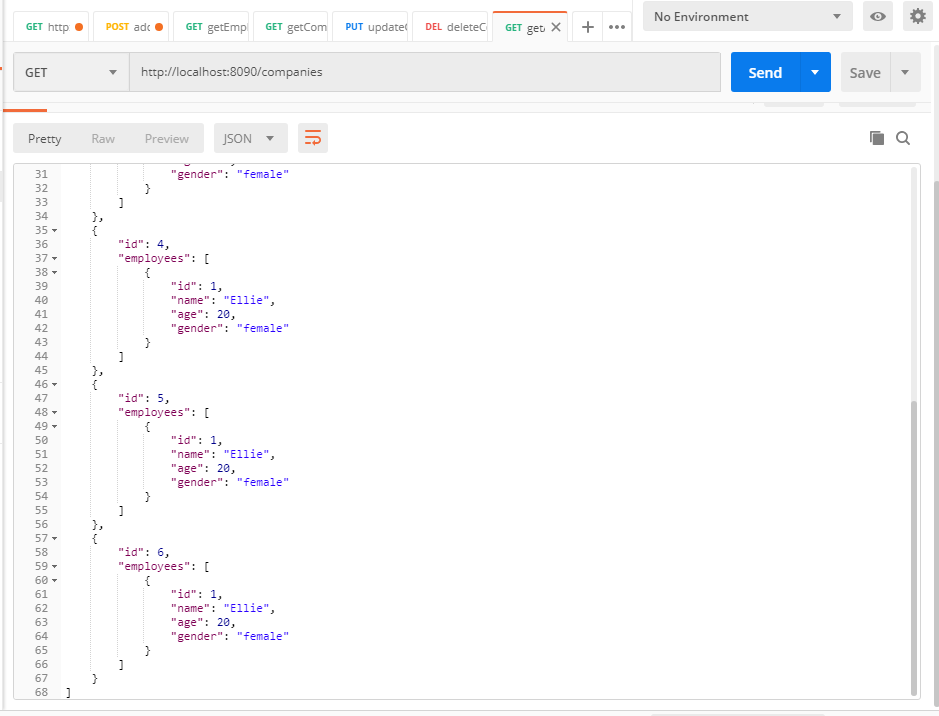 GET http POST adc GET getEmpl GET getCom PUT update DEL deleteC GET get No Environment
GET http://localhost:8090/companies Send Save
Pretty Raw Preview JSON
31 "gender": "female"
32 }
33 ]
34 },
35 {
36 "id": 4,
37 "employees": [
38 {
39 "id": 1,
40 "name": "Ellie",
41 "age": 20,
42 "gender": "female"
43 }
44 ]
45 },
46 {
47 "id": 5,
48 "employees": [
49 {
50 "id": 1,
51 "name": "Ellie",
52 "age": 20,
53 "gender": "female"
54 }
55 ]
56 },
57 {
58 "id": 6,
59 "employees": [
60 {
61 "id": 1,
62 "name": "Ellie",
63 "age": 20,
64 "gender": "female"
65 }
66 ]
67 }
68 ]